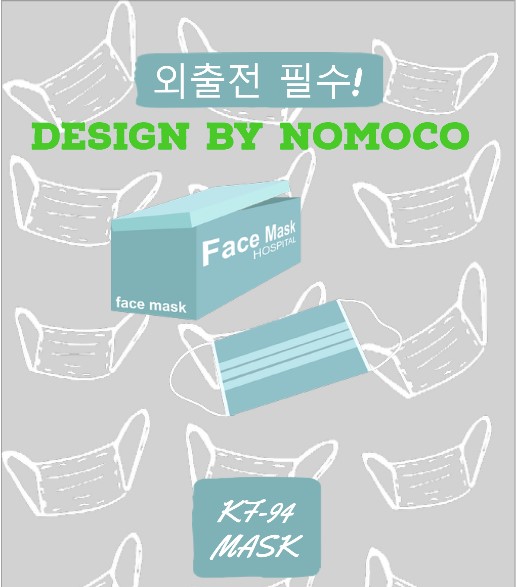 외출전 필수!
DESIGN BY NOMOCO
Face Mask
HOSPITAL
face mask
KF-94
MASK